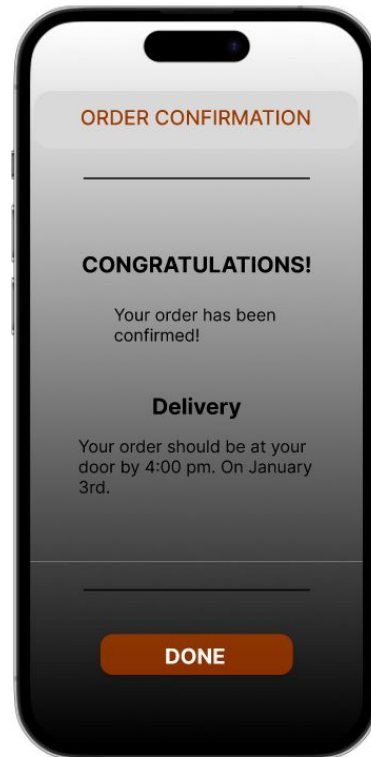 ORDER CONFIRMATION
CONGRATULATIONS!
Your order has been
confirmed!
Delivery
Your order should be at your
door by 4:00 pm. On January
3rd.
DONE